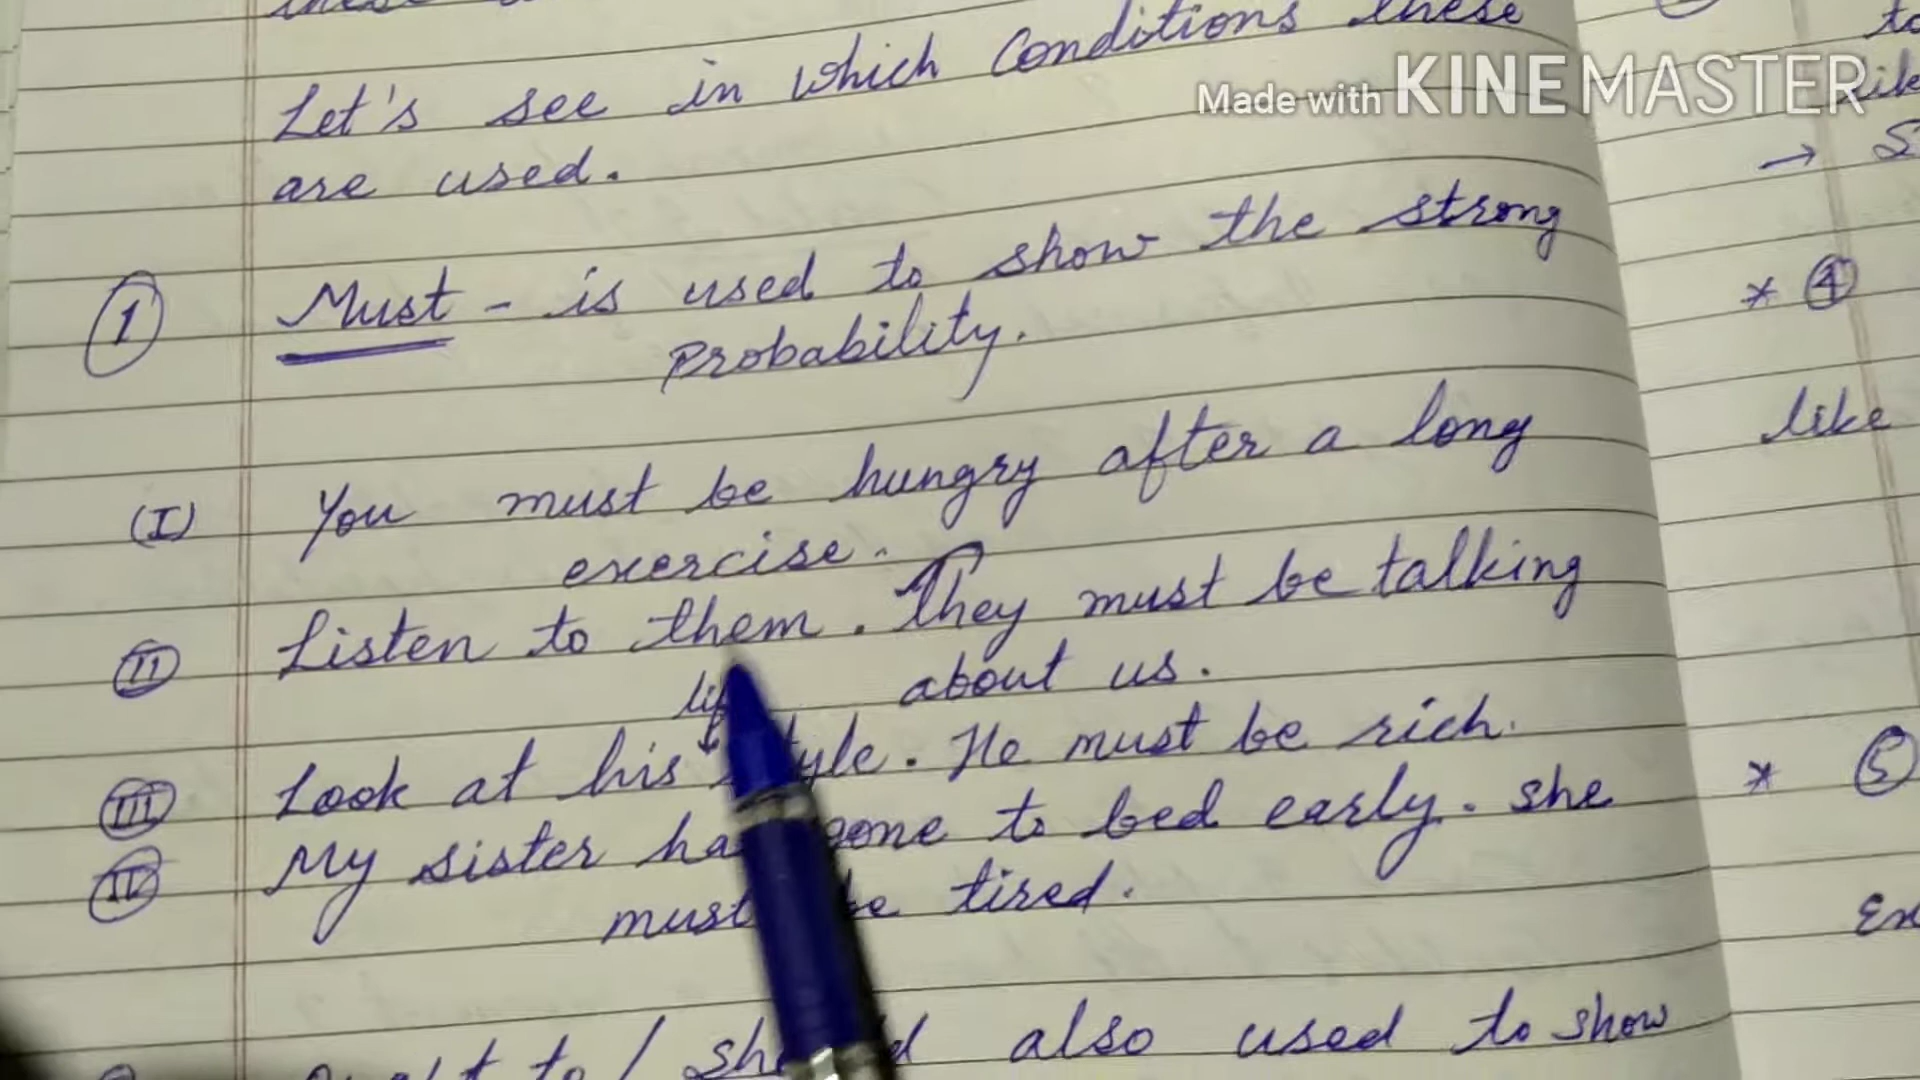 Let's see in which conditions these
are used.
1 Must - is used to show the strong
probability.
(I) You must be hungry after a long
exercise.
II Listen to them. They must be talking
about us.
III Look at his style. He must be rich.
IV My sister gone to bed early. she
must be tired.
also used to show
Made with KINEMASTER
to
* 4
like
* 5